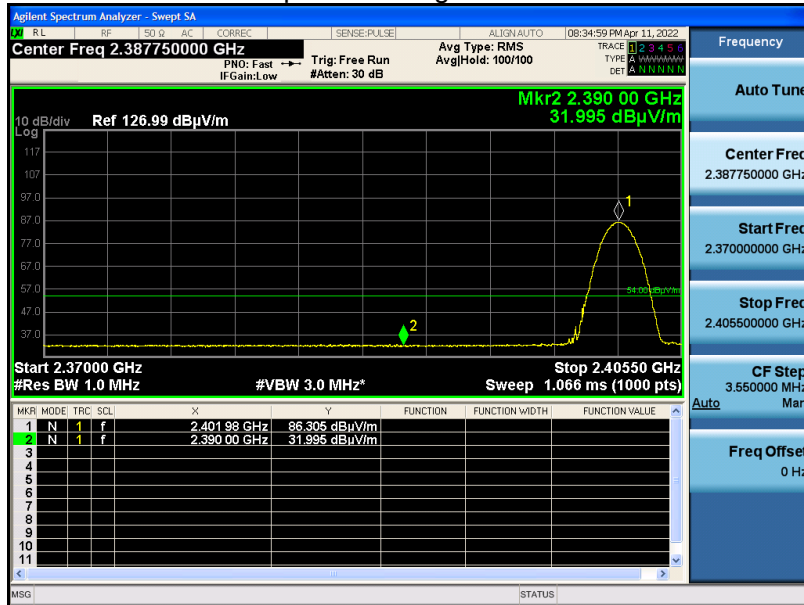 Agilent Spectrum Analyzer - Swept SA
LXI RL RF 50 Ω AC CORREC SENSE:PULSE ALIGN AUTO 08:34:59 PM Apr 11, 2022
Center Freq 2.387750000 GHz
PNO: Fast Trig: Free Run
IFGain:Low #Atten: 30 dB
Avg Type: RMS
Avg|Hold: 100/100
TRACE 1 2 3 4 5 6
TYPE A WWWWW
DET A N N N N N
Mkr2 2.390 00 GHz
31.995 dBµV/m
10 dB/div Ref 126.99 dBµV/m
Log
117
107
97.0
87.0
77.0
67.0
57.0
47.0
37.0
1
54.00 dBµV/m
2
Start 2.37000 GHz Stop 2.40550 GHz
#Res BW 1.0 MHz #VBW 3.0 MHz* Sweep 1.066 ms (1000 pts)
MKR MODE TRC SCL X Y FUNCTION FUNCTION WIDTH FUNCTION VALUE
1 N 1 f 2.401 98 GHz 86.305 dBµV/m
2 N 1 f 2.390 00 GHz 31.995 dBµV/m
3
4
5
6
7
8
9
10
11
MSG STATUS
Frequency
Auto Tune
Center Freq
2.387750000 GHz
Start Freq
2.370000000 GHz
Stop Freq
2.405500000 GHz
CF Step
3.550000 MHz
Auto Man
Freq Offset
0 Hz